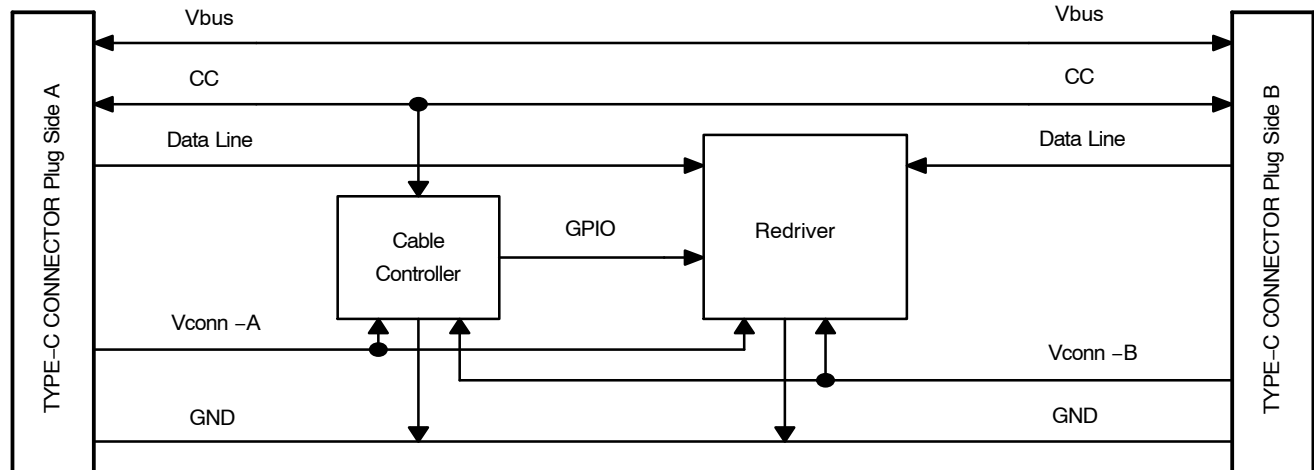 TYPE−C CONNECTOR Plug Side A
Vbus
Vbus
CC
CC
Data Line
Data Line
Cable
Controller
GPIO
Redriver
Vconn −A
Vconn −B
GND
GND
TYPE−C CONNECTOR Plug Side B